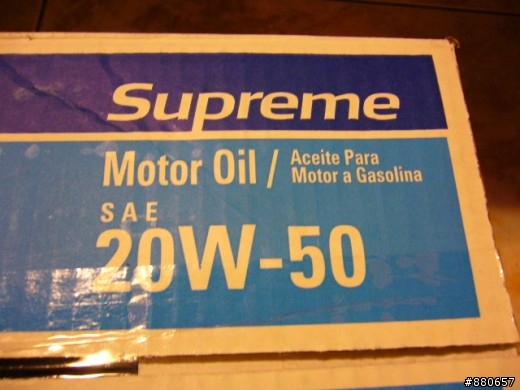 Supreme
Motor Oil / Aceite Para
Motor a Gasolina
SAE
20W-50
#880657